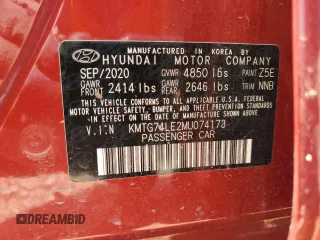 MANUFACTURED IN KOREA BY
HYUNDAI MOTOR COMPANY
SEP/2020 GVWR 4850 lbs PAINT Z5E
GAWR FRONT 2414 lbs GAWR REAR 2646 lbs TRIM NNB
THIS VEHICLE CONFORMS TO ALL APPLICABLE FEDERAL
MOTOR VEHICLE SAFETY, BUMPER, AND THEFT PREVENTION
STANDARDS IN EFFECT ON THE DATE OF MANUFACTURE
SHOWN ABOVE.
V.I.N KMTG74LE2MU074173
PASSENGER CAR
DREAMBID